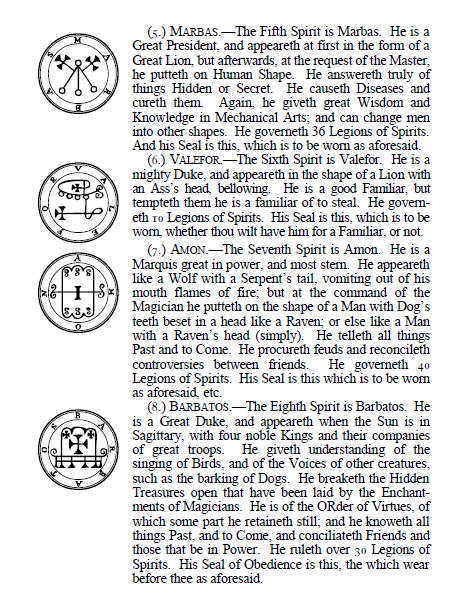 (5.) MARBAS.—The Fifth Spirit is Marbas. He is a
Great President, and appeareth at first in the form of a
Great Lion, but afterwards, at the request of the Master,
he putteth on Human Shape. He answereth truly of
things Hidden or Secret. He causeth Diseases and
cureth them. Again, he giveth great Wisdom and
Knowledge in Mechanical Arts; and can change men
into other shapes. He governeth 36 Legions of Spirits.
And his Seal is this, which is to be worn as aforesaid.
(6.) VALEFOR.—The Sixth Spirit is Valefor. He is a
mighty Duke, and appeareth in the shape of a Lion with
an Ass's head, bellowing. He is a good Familiar, but
tempteth them he is a familiar of to steal. He govern-
eth 10 Legions of Spirits. His Seal is this, which is to be
worn, whether thou wilt have him for a Familiar, or not.
(7.) AMON.—The Seventh Spirit is Amon. He is a
Marquis great in power, and most stern. He appeareth
like a Wolf with a Serpent's tail, vomiting out of his
mouth flames of fire; but at the command of the
Magician he putteth on the shape of a Man with Dog's
teeth beset in a head like a Raven; or else like a Man
with a Raven's head (simply). He telleth all things
Past and to Come. He procureth feuds and reconcileth
controversies between friends. He governeth 40
Legions of Spirits. His Seal is this which is to be worn
as aforesaid, etc.
(8.) BARBATOS.—The Eighth Spirit is Barbatos. He
is a Great Duke, and appeareth when the Sun is in
Sagittary, with four noble Kings and their companies
of great troops. He giveth understanding of the
singing of Birds, and of the Voices of other creatures,
such as the barking of Dogs. He breaketh the Hidden
Treasures open that have been laid by the Enchant-
ments of Magicians. He is of the ORder of Virtues, of
which some part he retaineth still; and he knoweth all
things Past, and to Come, and conciliateth Friends and
those that be in Power. He ruleth over 30 Legions of
Spirits. His Seal of Obedience is this, the which wear
before thee as aforesaid.
MARBAS
VALEFOR
AMON
BARBATOS